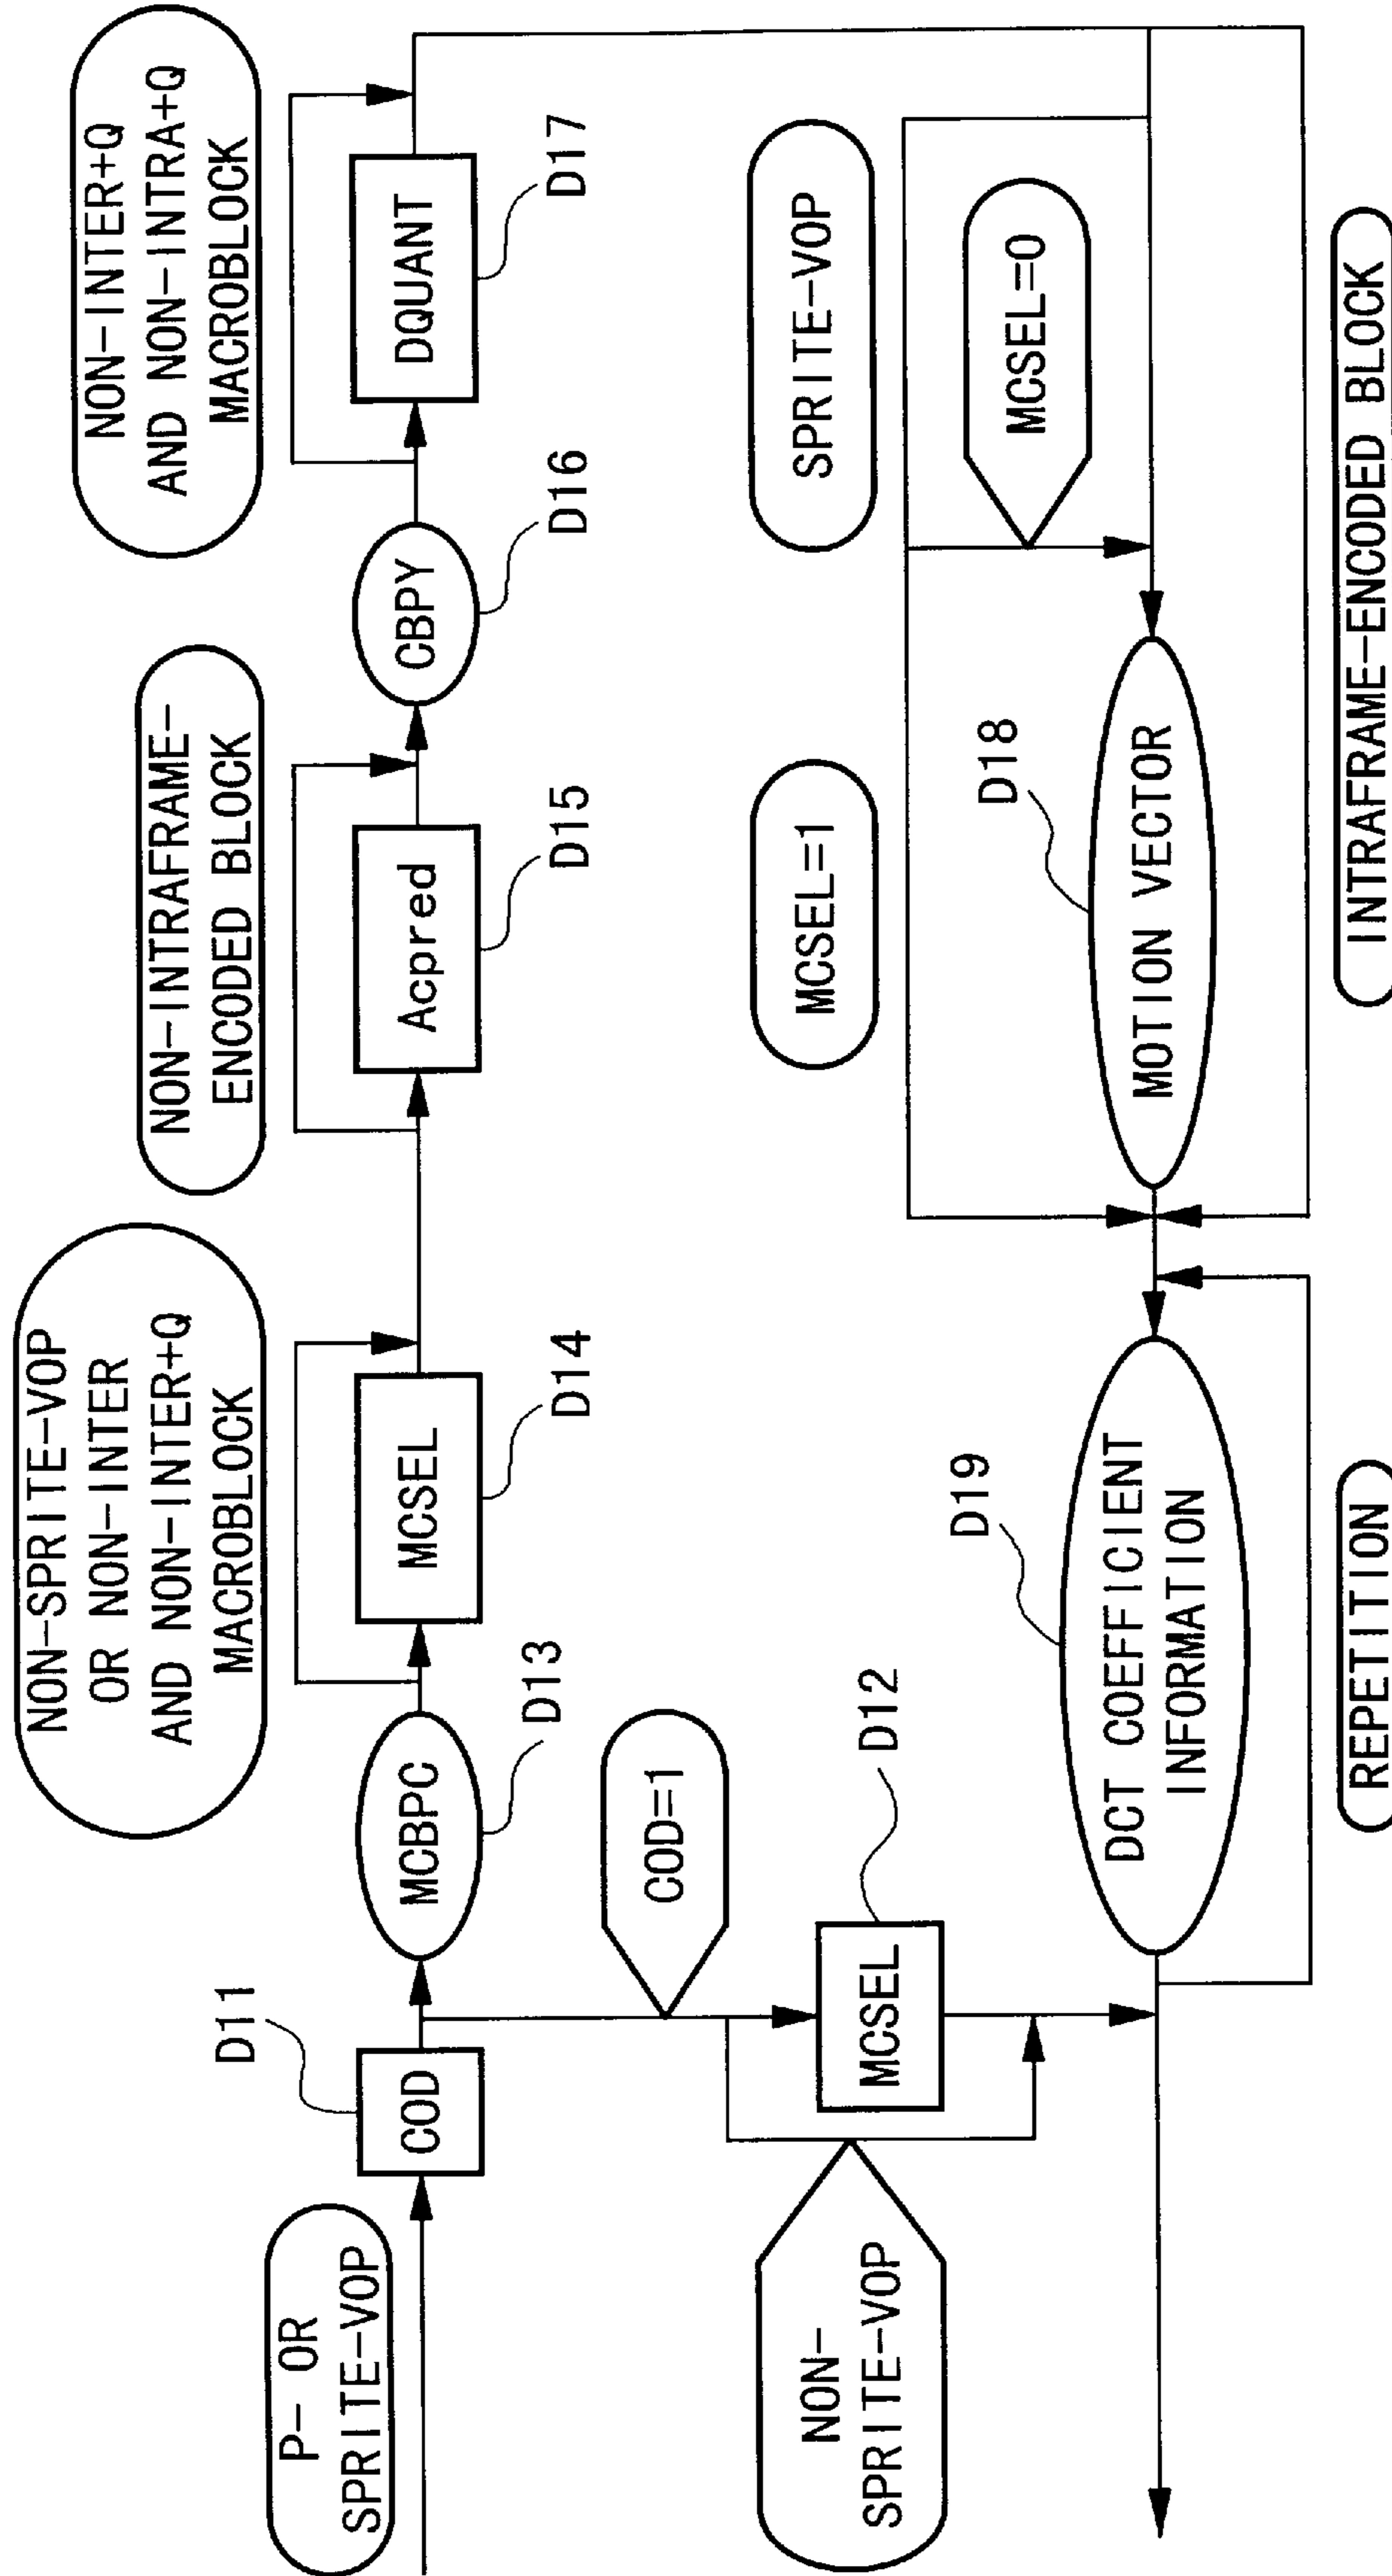 P- OR
SPRITE-VOP
D11
COD
MCBPC
D13
NON-SPRITE-VOP
OR NON-INTER
AND NON-INTER+Q
MACROBLOCK
MCSEL
D14
NON-INTRAFRAME-
ENCODED BLOCK
Acpred
D15
CBPY
D16
NON-INTER+Q
AND NON-INTRA+Q
MACROBLOCK
DQUANT
D17
COD=1
NON-
SPRITE-VOP
MCSEL
D12
MCSEL=1
SPRITE-VOP
MCSEL=0
D18
MOTION VECTOR
D19
DCT COEFFICIENT
INFORMATION
REPETITION
INTRAFRAME-ENCODED BLOCK